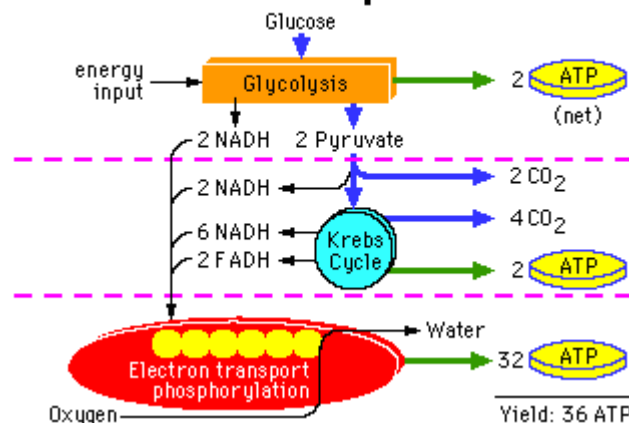 Glucose
energy
input
Glycolysis
2 ATP
(net)
2 NADH
2 Pyruvate
2 NADH
2 CO2
6 NADH
Krebs
Cycle
4 CO2
2 FADH
2 ATP
Water
Electron transport
phosphorylation
32 ATP
Oxygen
Yield: 36 ATP